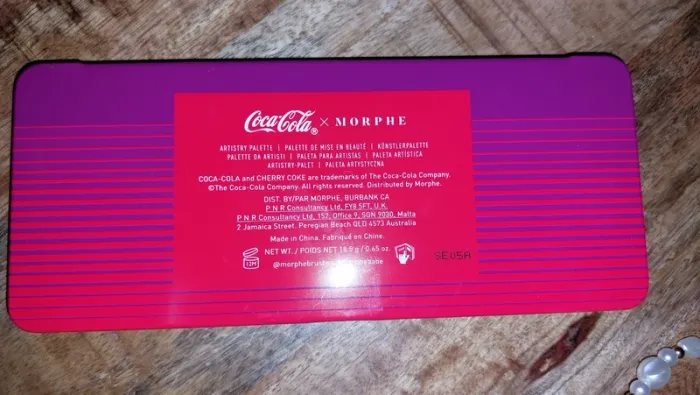 Coca-Cola® × MORPHE
ARTISTRY PALETTE | PALETTE DE MISE EN BEAUTÉ | KÜNSTLERPALETTE
PALETTE DA ARTISTI | PALETA PARA ARTISTAS | PALETA ARTÍSTICA
ARTISTRY-PALET | PALETA ARTYSTYCZNA
COCA-COLA and CHERRY COKE are trademarks of The Coca-Cola Company.
©The Coca-Cola Company. All rights reserved. Distributed by Morphe.
DIST. BY/PAR MORPHE, BURBANK CA
P N R Consultancy Ltd, FY8 5FT, U.K.
P N R Consultancy Ltd, 152, Office 9, SGN 9030, Malta
2 Jamaica Street. Peregian Beach QLD 4573 Australia
Made in China. Fabriqué en Chine.
NET WT. / POIDS NET 18.5 g / 0.65 oz.
12M @morphebrushes
SE05A